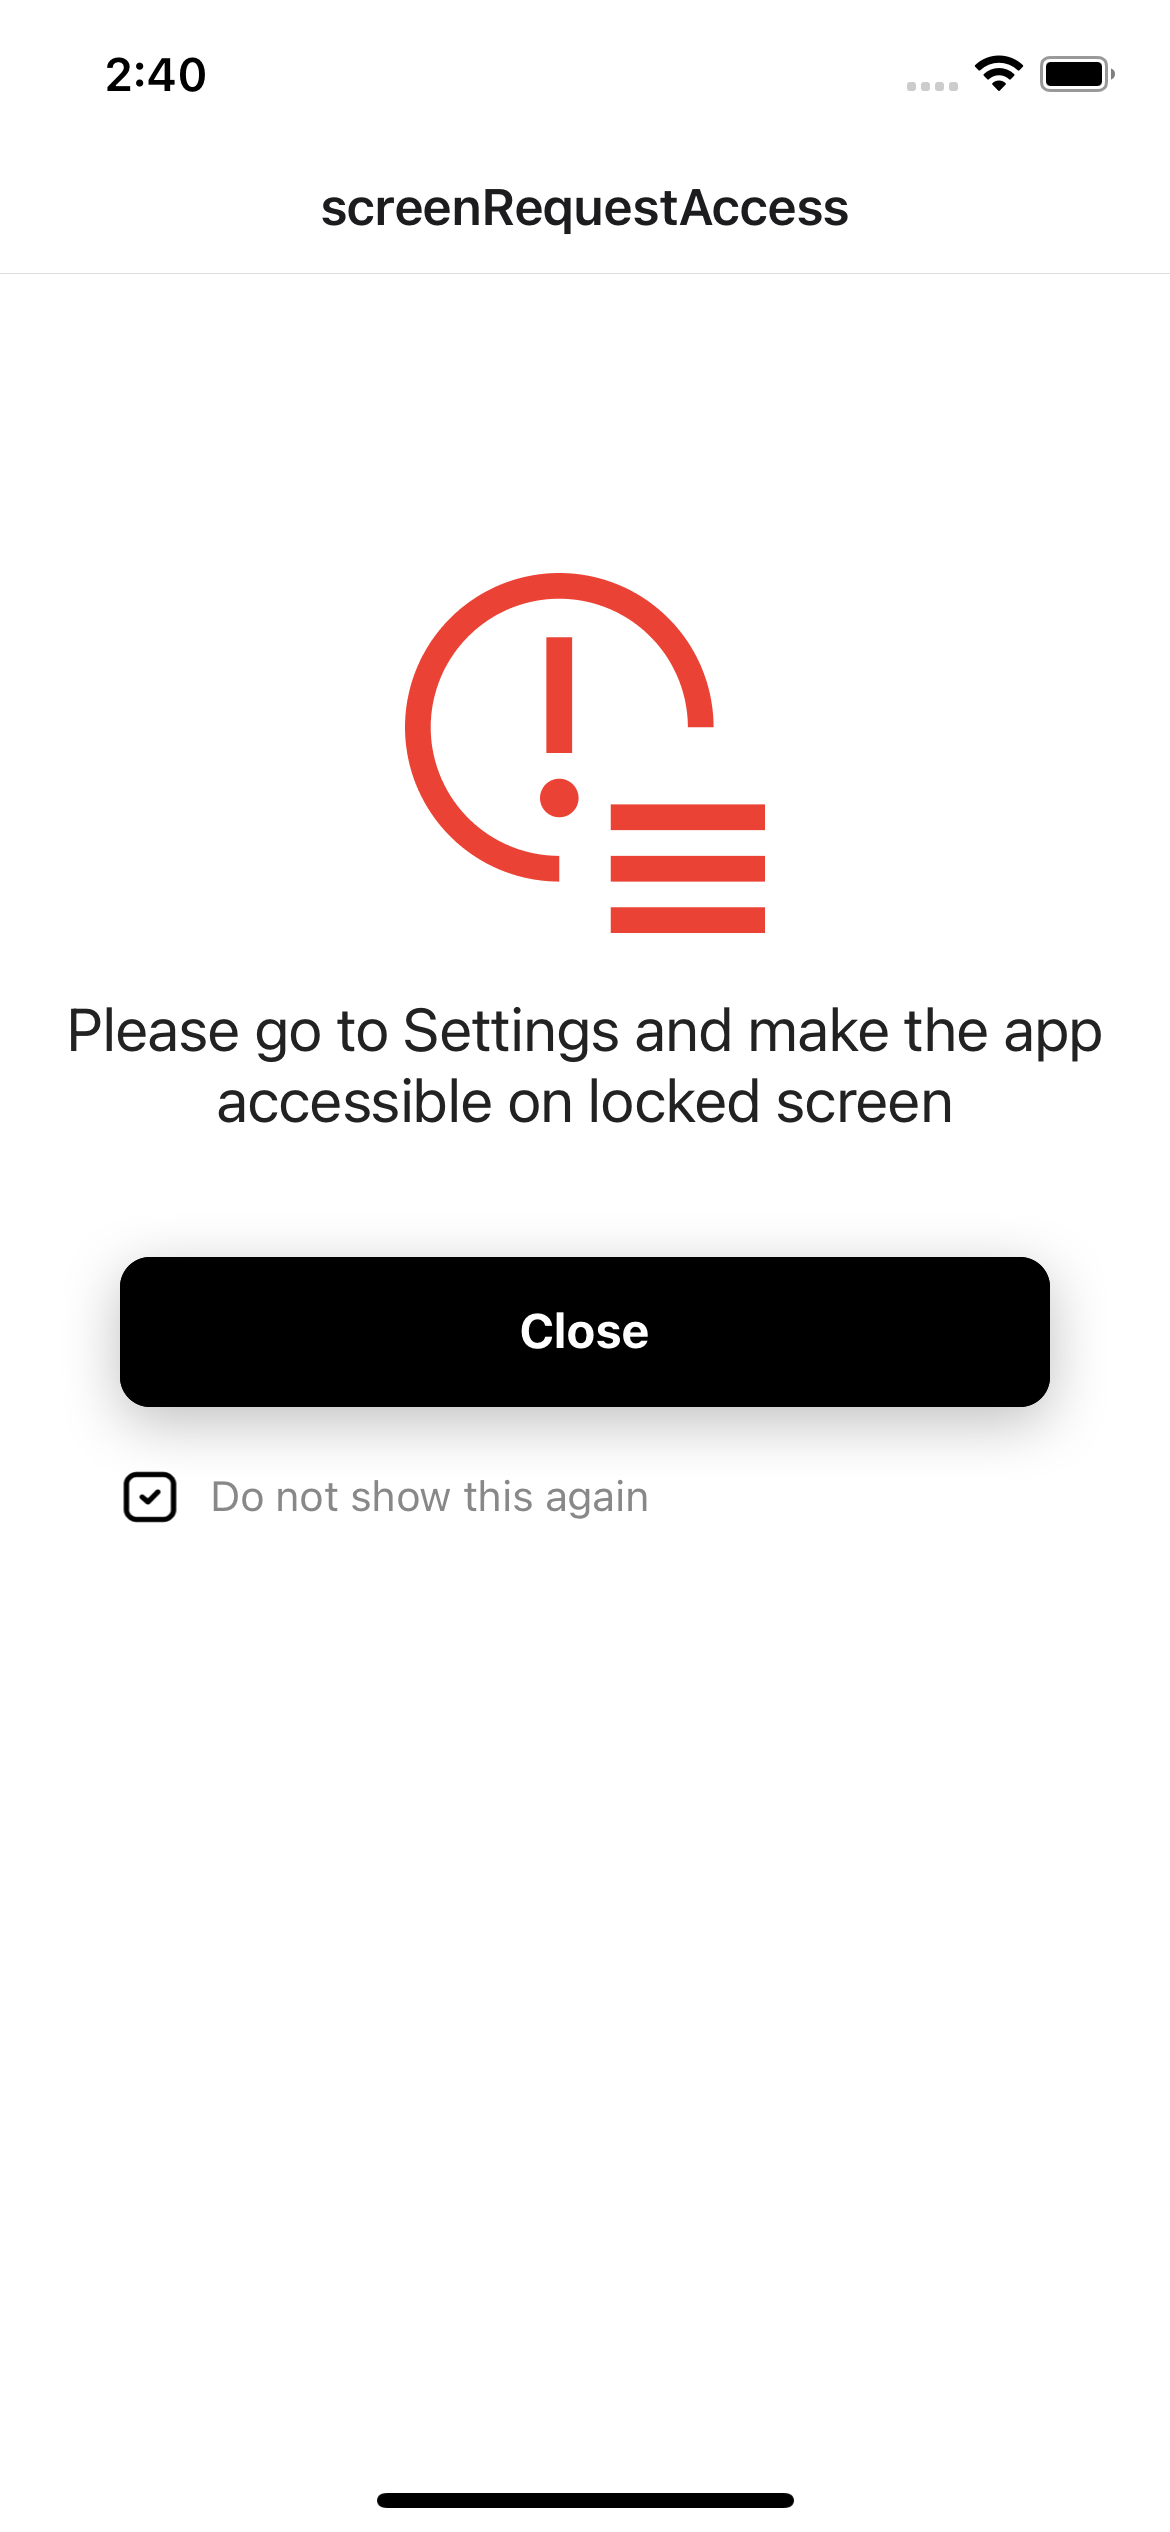 2:40
screenRequestAccess
Please go to Settings and make the app
accessible on locked screen
Close
Do not show this again